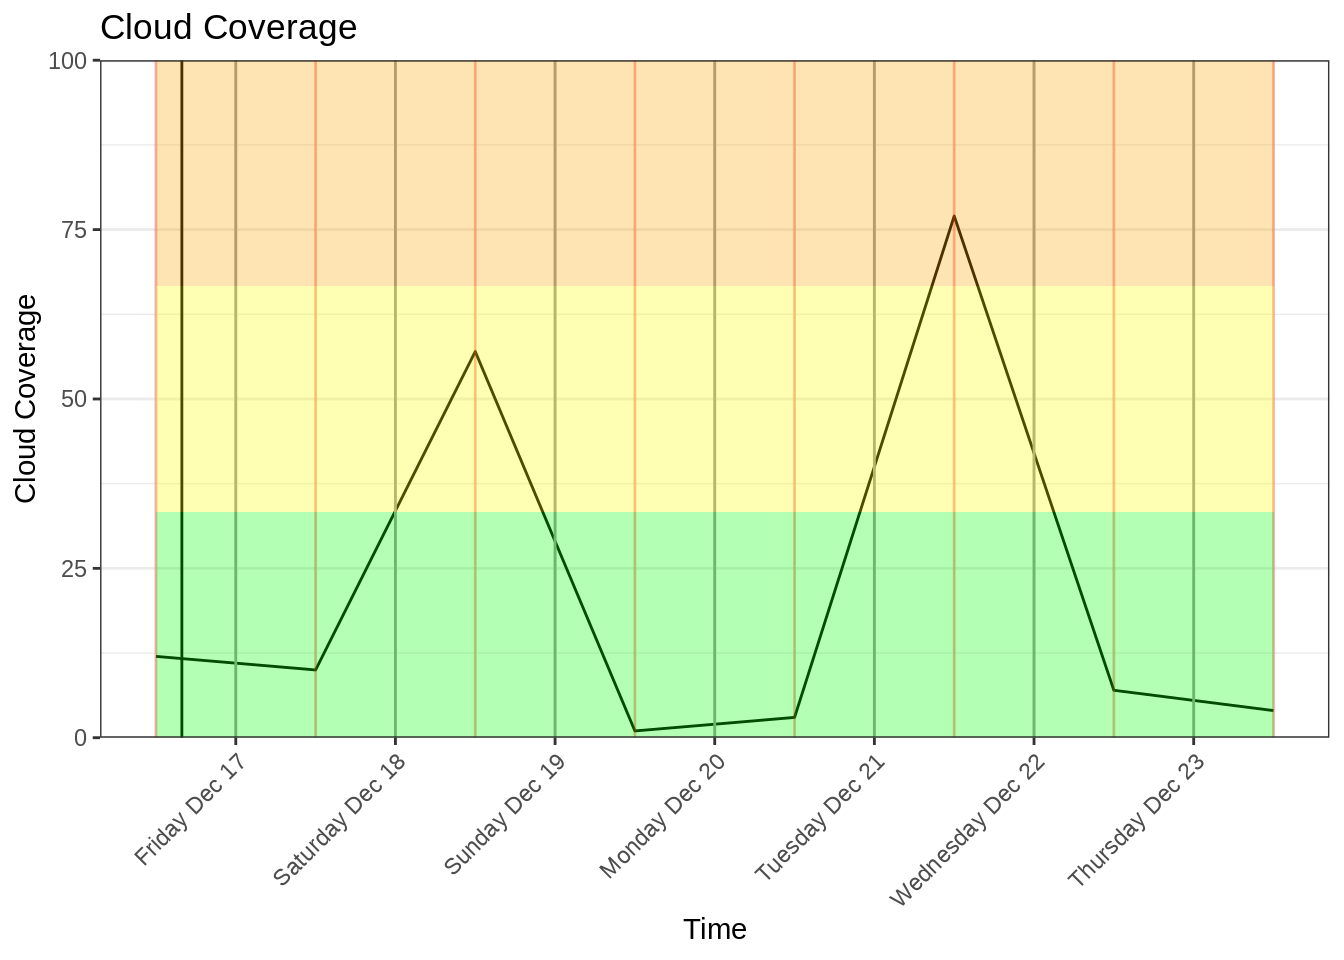 Cloud Coverage
100
75
50
25
0
Cloud Coverage
Friday Dec 17
Saturday Dec 18
Sunday Dec 19
Monday Dec 20
Tuesday Dec 21
Wednesday Dec 22
Thursday Dec 23
Time